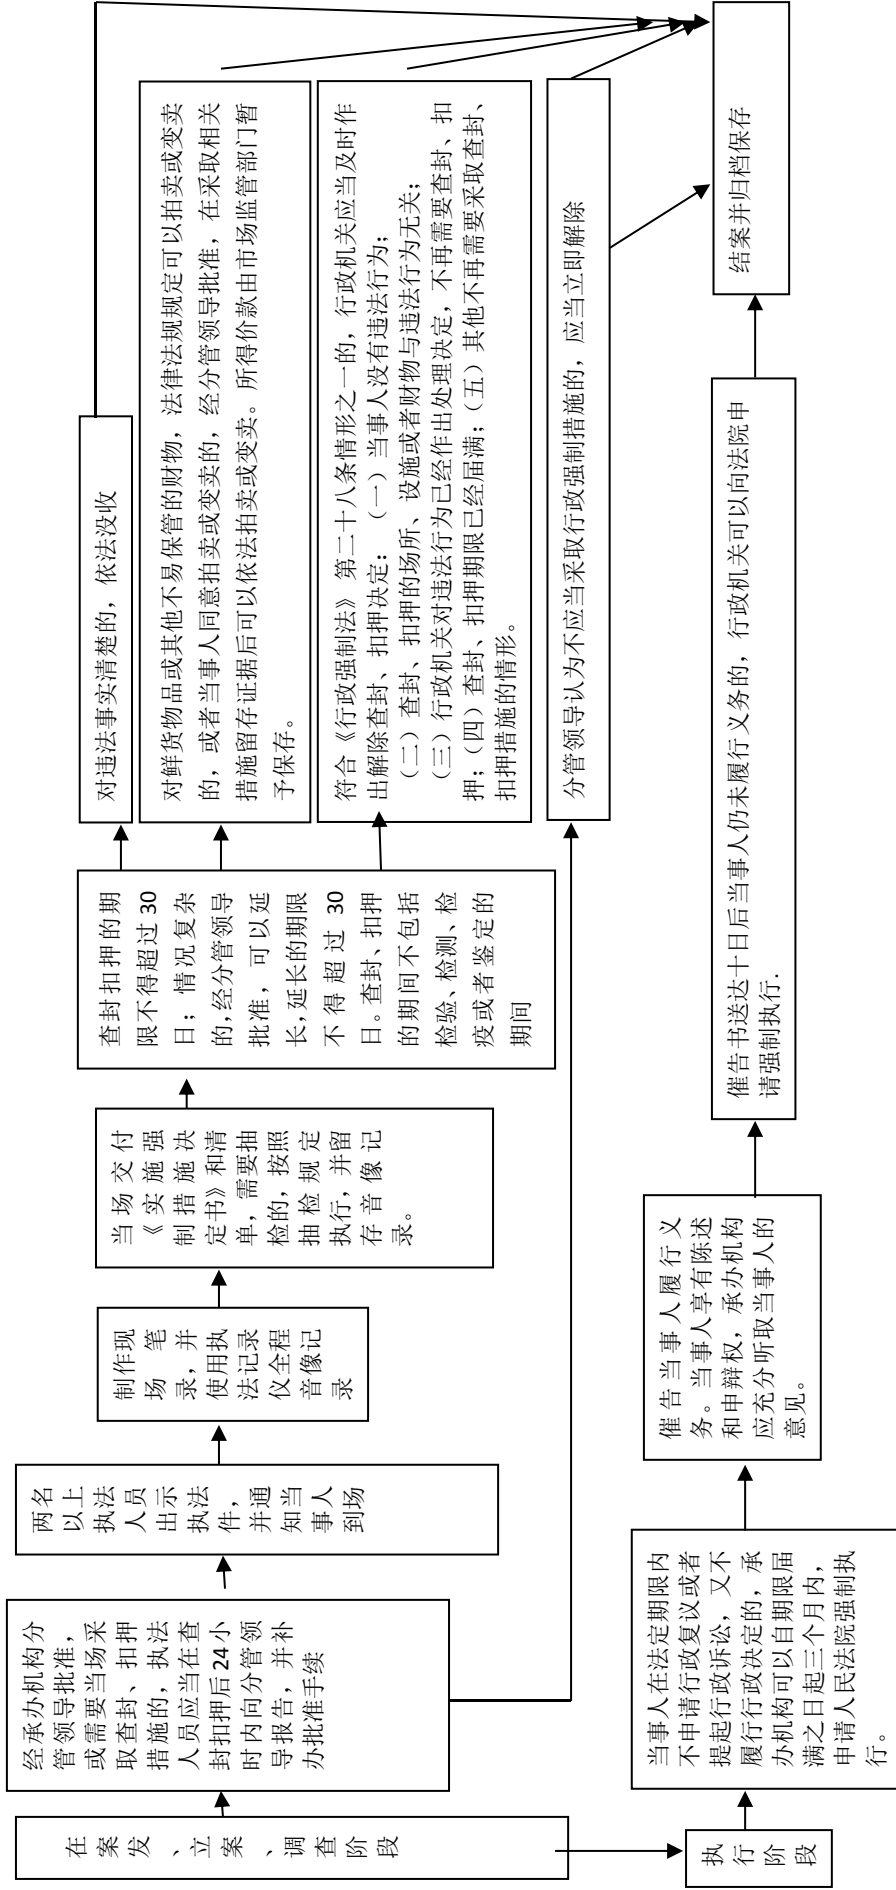 在案
发、立案
、调查阶
段
经承办机构分
管领导批准，
或需要当场采
取查封、扣押
措施的，执法
人员应当在查
封扣押后24小
时内向分管领
导报告，并补
办批准手续
两名
以上
执法
人员
出示
执法
件，
并通
知当
事人
到场
制作现
场笔
录，并
使用执
法记录
仪全程
音像记
录
当场交付
《实施强
制措施决
定书》和清
单，需要抽
检的，按照
抽检规定
执行，并留
存音像记
录。
查封扣押的期
限不得超过30
日；情况复杂
的,经分管领导
批准，可以延
长,延长的期限
不得超过30
日。查封、扣押
的期间不包括
检验、检测、检
疫或者鉴定的
期间
对违法事实清楚的，依法没收
对鲜货物品或其他不易保管的财物，法律法规规定可以拍卖或变卖
的，或者当事人同意拍卖或变卖的，经分管领导批准，在采取相关
措施留存证据后可以依法拍卖或变卖。所得价款由市场监管部门暂
予保存。
符合《行政强制法》第二十八条情形之一的，行政机关应当及时作
出解除查封、扣押决定：（一）当事人没有违法行为；
（二）查封、扣押的场所、设施或者财物与违法行为无关；
（三）行政机关对违法行为已经作出处理决定，不再需要查封、扣
押；（四）查封、扣押期限已经届满；（五）其他不再需要采取查封、
扣押措施的情形。
分管领导认为不应当采取行政强制措施的，应当立即解除
执
行
阶
段
当事人在法定期限内
不申请行政复议或者
提起行政诉讼，又不
履行行政决定的，承
办机构可以自期限届
满之日起三个月内，
申请人民法院强制执
行。
催告当事人履行义
务。当事人享有陈述
和申辩权，承办机构
应充分听取当事人的
意见。
催告书送达十日后当事人仍未履行义务的，行政机关可以向法院申
请强制执行.
结案并归档保存